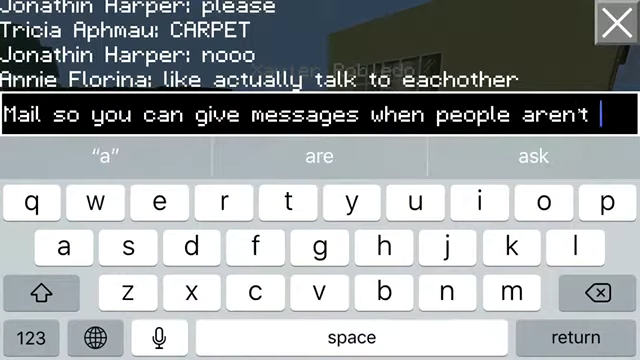 Jonathin Harper: please
Tricia Aphmau: CARPET
Jonathin Harper: nooo
Annie Florina: like actually talk to eachother
Mail so you can give messages when people aren't
"a" are ask
q w e r t y u i o p
a s d f g h j k l
z x c v b n m
123 space return